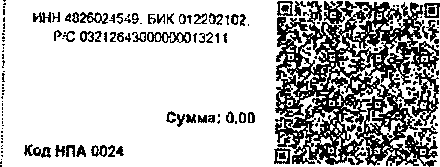 ИНН 4826024549, БИК 012202102,
Р/С 03212643000000013211
Сумма: 0,00
Код НПА 0024